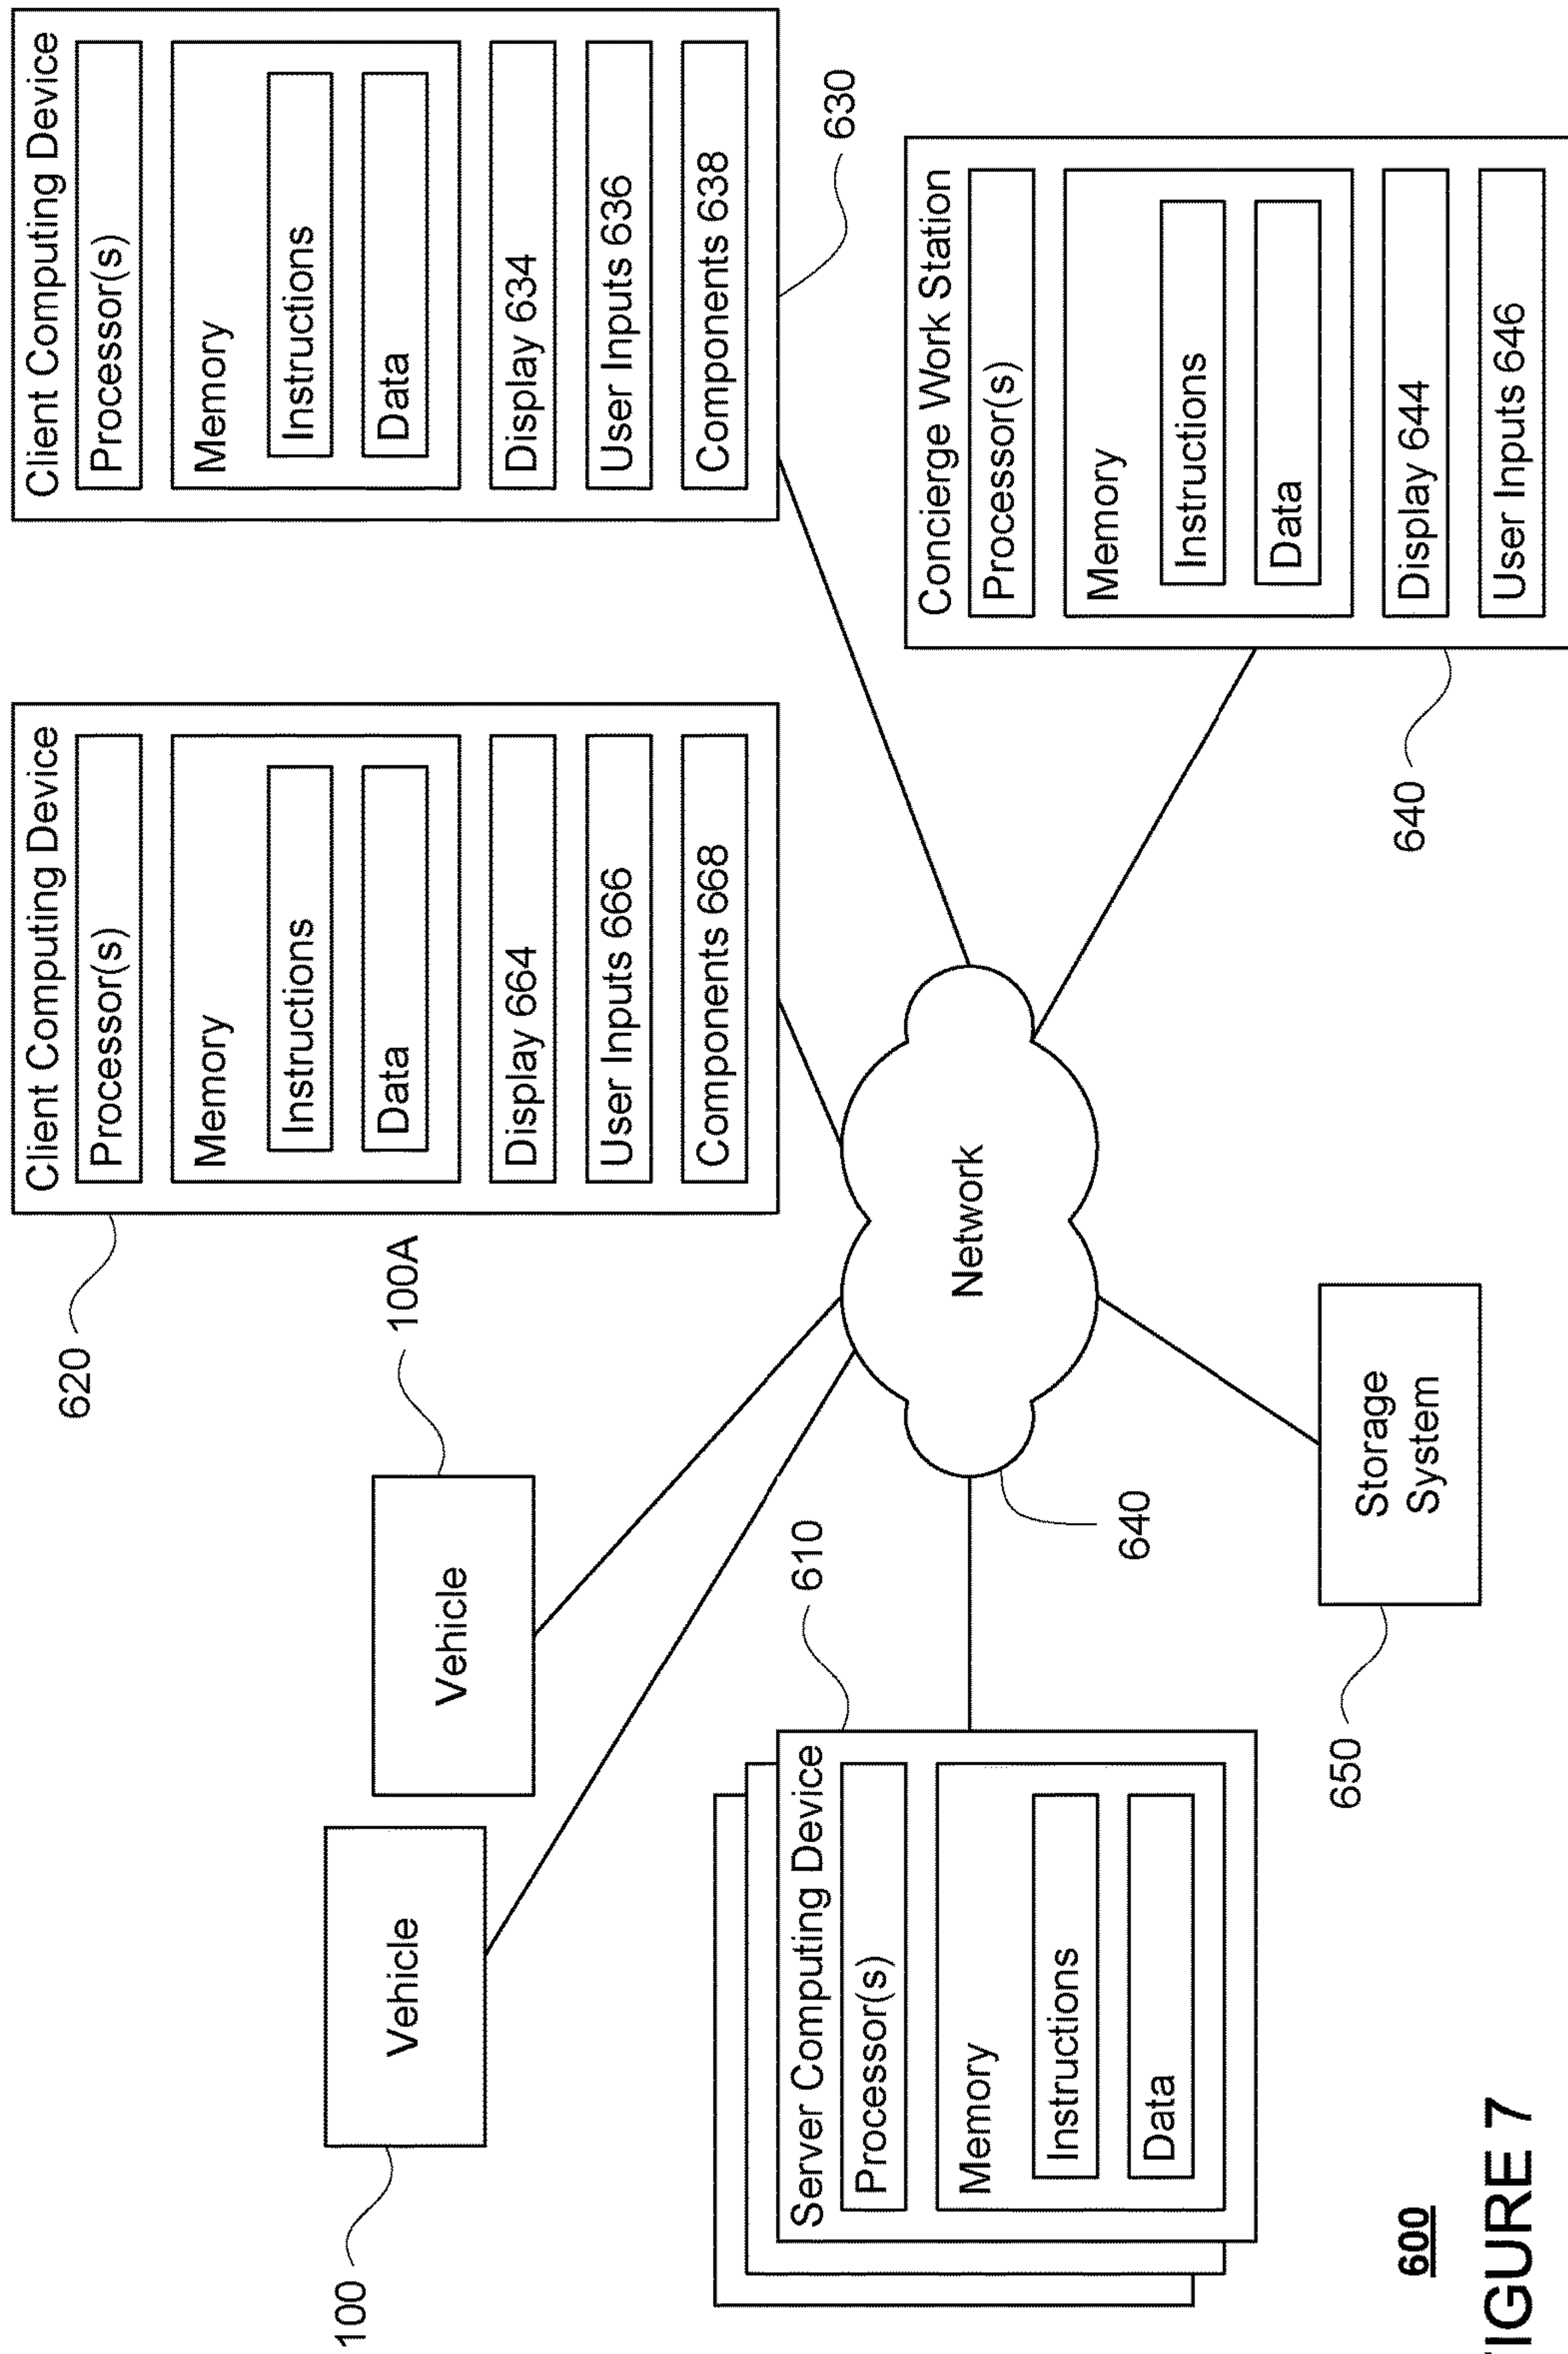 100
Vehicle
Vehicle
100A
620
Client Computing Device
Processor(s)
Memory
Instructions
Data
Display 664
User Inputs 666
Components 668
Client Computing Device
Processor(s)
Memory
Instructions
Data
Display 634
User Inputs 636
Components 638
630
Server Computing Device
Processor(s)
Memory
Instructions
Data
610
Network
640
Concierge Work Station
Processor(s)
Memory
Instructions
Data
Display 644
User Inputs 646
640
650
Storage
System
600
IGURE 7